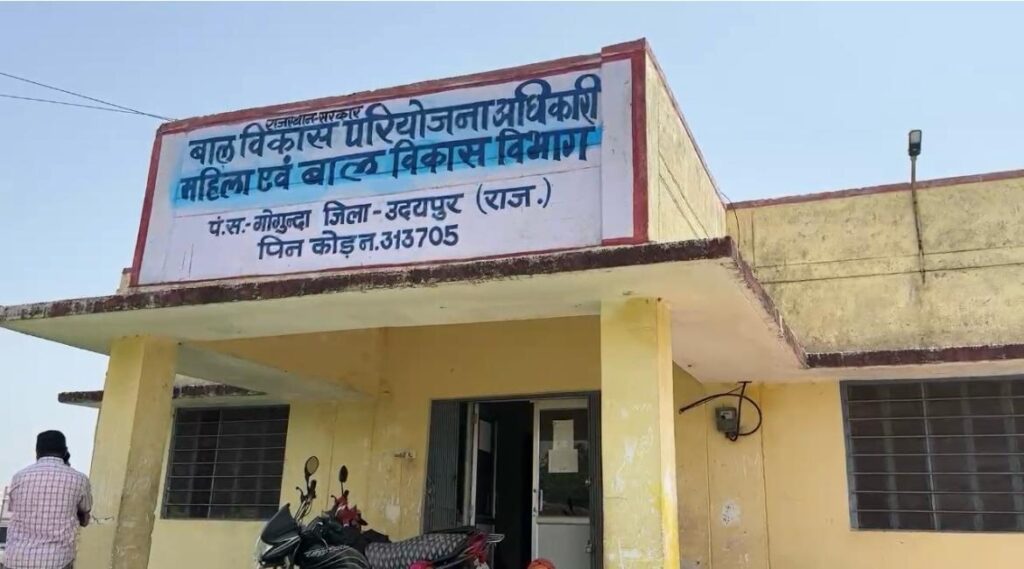 राजस्थान-सरकार
बाल विकास परियोजना अधिकारी
महिला एवं बाल विकास विभाग
पं.स:-गोगुन्दा जिला-उदयपुर (राज.)
पिन कोड़ न.313705